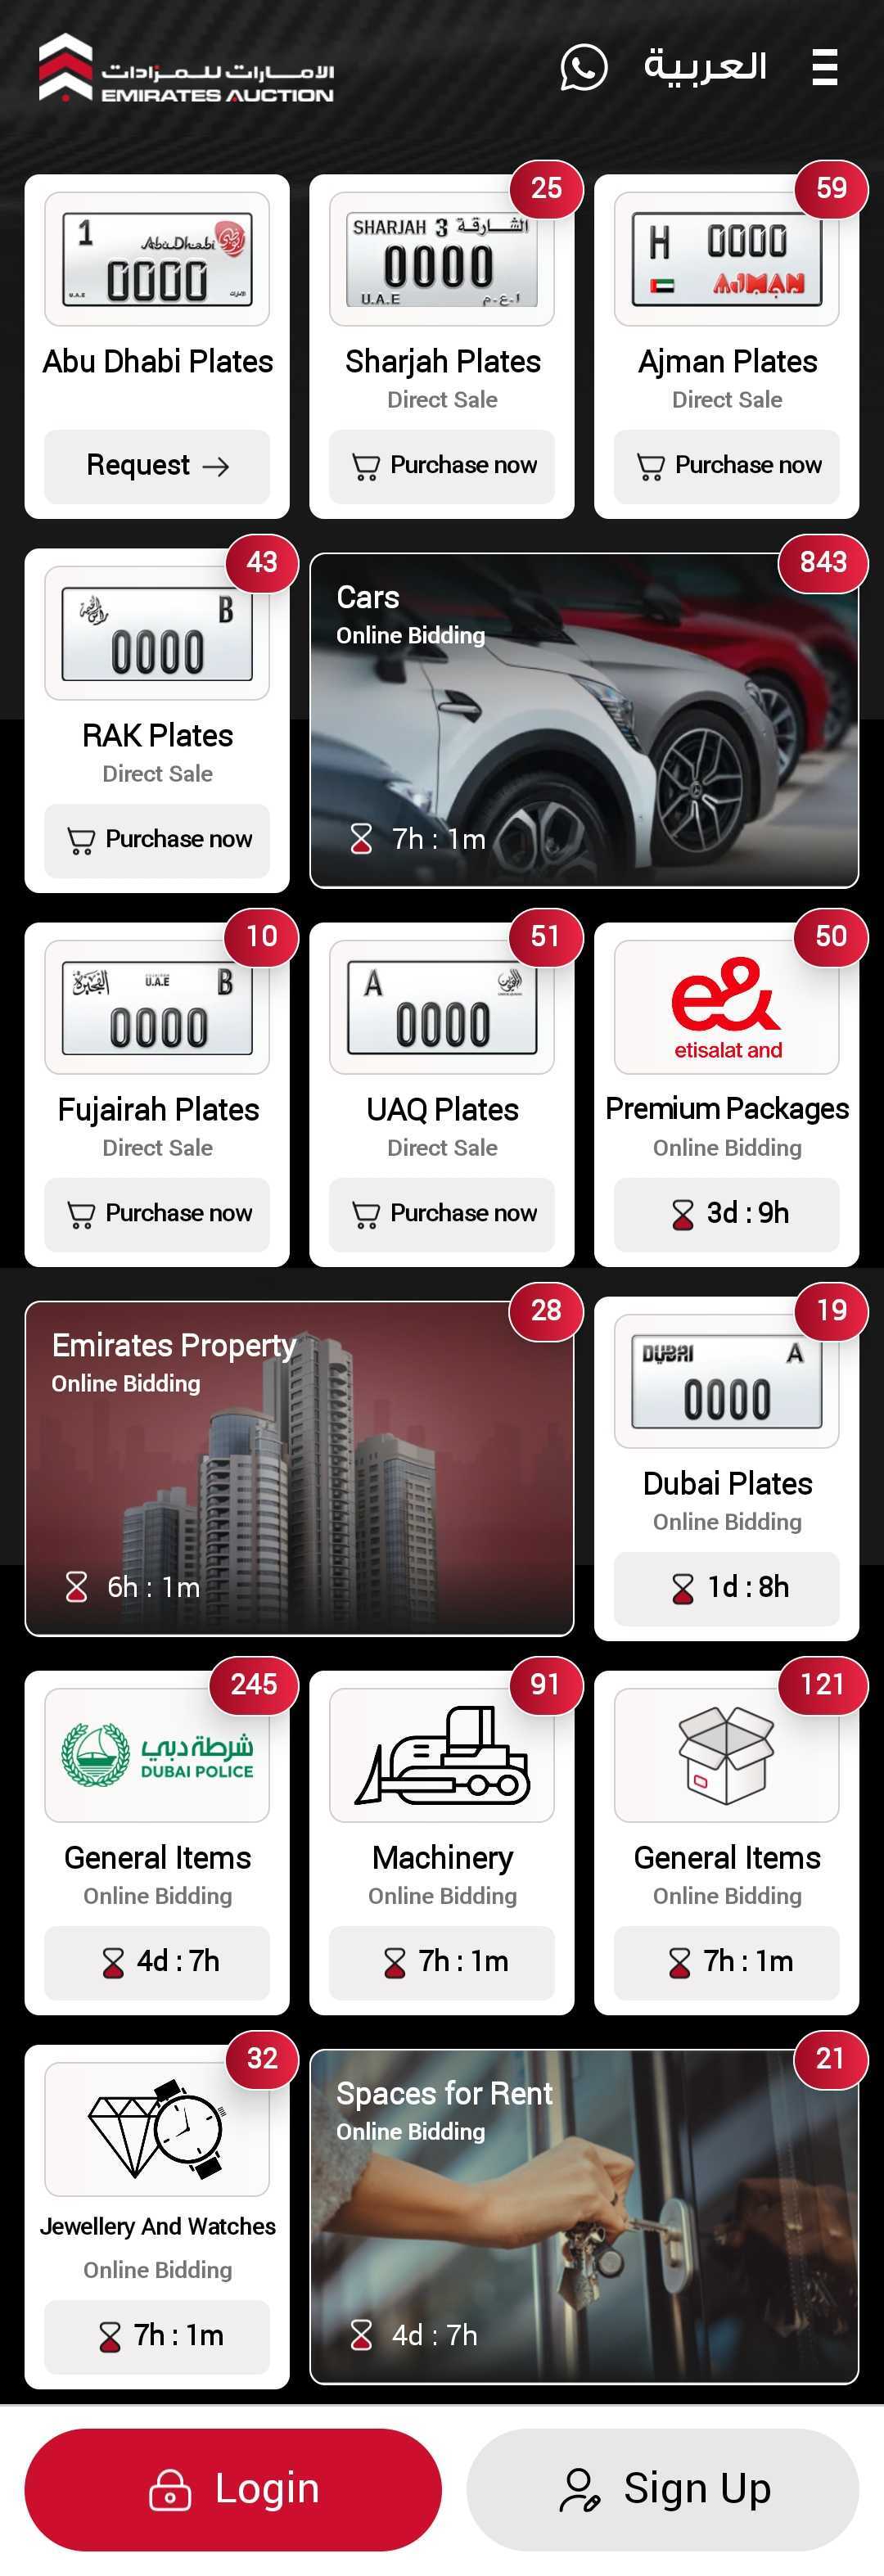 الامارات للمزادات
EMIRATES AUCTION
العربية
1
AbuDhabi
0000
U.A.E
الامارات
Abu Dhabi Plates
Request
25
SHARJAH 3 الشارقة
0000
U.A.E
ا.ع.م
Sharjah Plates
Direct Sale
Purchase now
59
H 0000
AJMAN
Ajman Plates
Direct Sale
Purchase now
43
B
0000
RAK Plates
Direct Sale
Purchase now
843
Cars
Online Bidding
7h : 1m
10
الفجيرة
U.A.E
B
0000
Fujairah Plates
Direct Sale
Purchase now
51
A
0000
UAQ Plates
Direct Sale
Purchase now
50
e&
etisalat and
Premium Packages
Online Bidding
3d : 9h
28
Emirates Property
Online Bidding
6h : 1m
19
DUBAI A
0000
Dubai Plates
Online Bidding
1d : 8h
245
شرطة دبي
DUBAI POLICE
General Items
Online Bidding
4d : 7h
91
Machinery
Online Bidding
7h : 1m
121
General Items
Online Bidding
7h : 1m
32
Jewellery And Watches
Online Bidding
7h : 1m
21
Spaces for Rent
Online Bidding
4d : 7h
Login
Sign Up